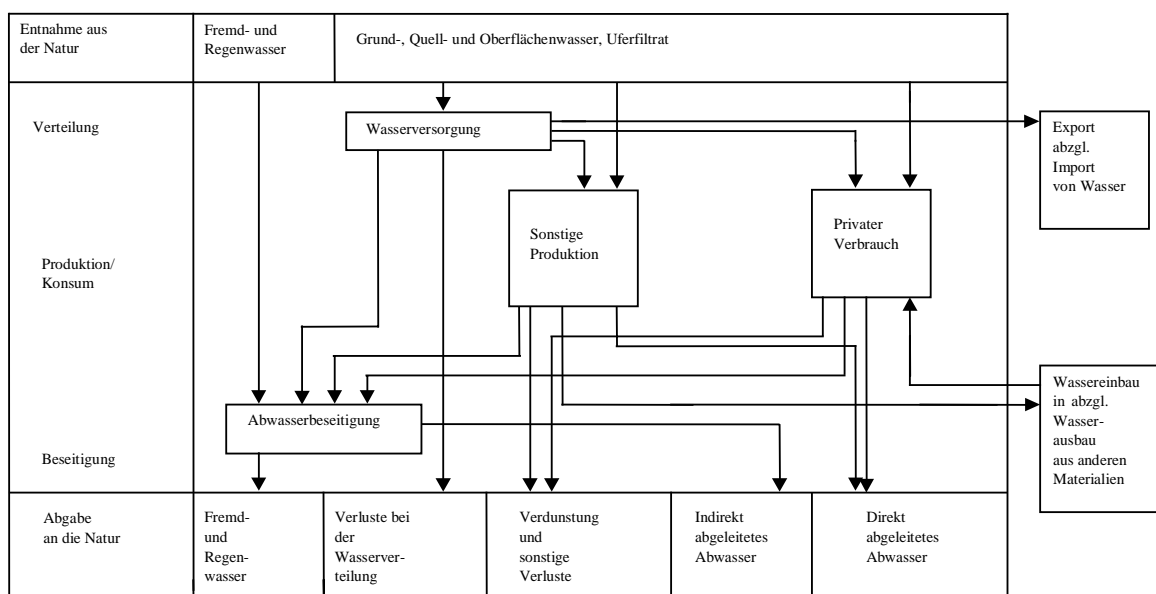 Entnahme aus
der Natur
Fremd- und
Regenwasser
Grund-, Quell- und Oberflächenwasser, Uferfiltrat
Verteilung
Wasserversorgung
Export
abzgl.
Import
von Wasser
Sonstige
Produktion
Privater
Verbrauch
Produktion/
Konsum
Wassereinbau
in abzgl.
Wasser-
ausbau
aus anderen
Materialien
Abwasserbeseitigung
Beseitigung
Abgabe
an die Natur
Fremd-
und
Regen-
wasser
Verluste bei
der
Wasserver-
teilung
Verdunstung
und
sonstige
Verluste
Indirekt
abgeleitetes
Abwasser
Direkt
abgeleitetes
Abwasser